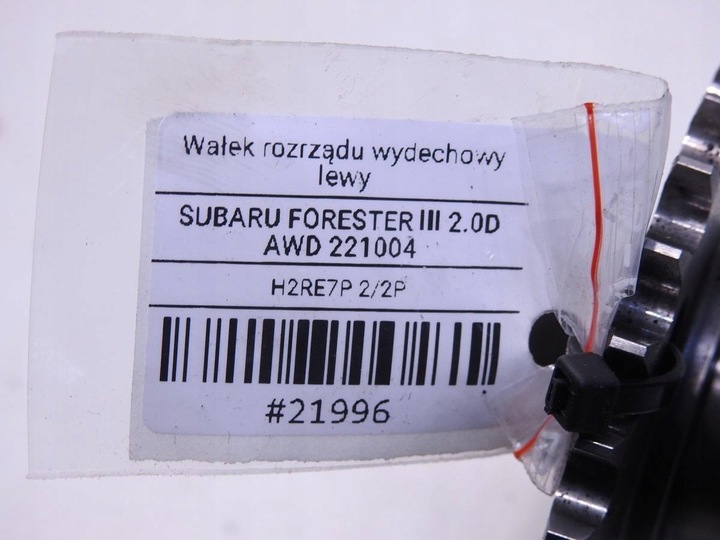 Wałek rozrządu wydechowy
lewy
SUBARU FORESTER III 2.0D
AWD 221004
H2RE7P 2/2P
#21996